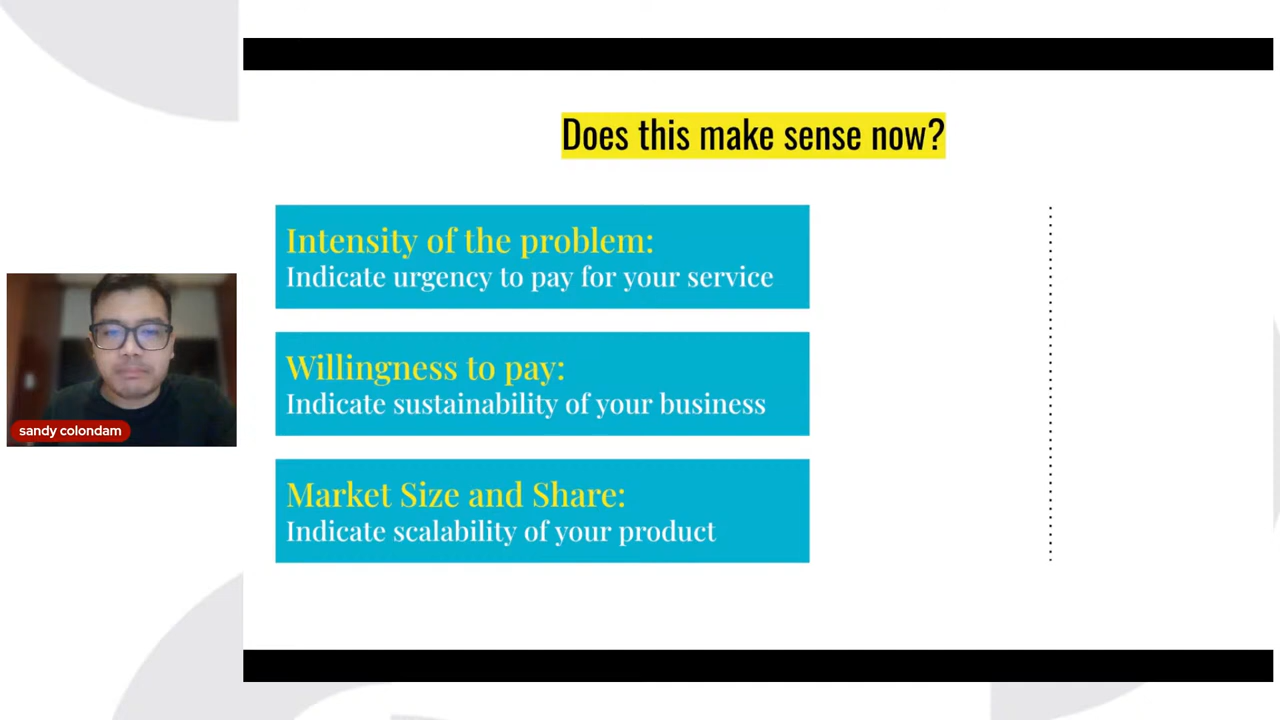 Does this make sense now?
Intensity of the problem:
Indicate urgency to pay for your service
Willingness to pay:
Indicate sustainability of your business
sandy colondam
Market Size and Share:
Indicate scalability of your product